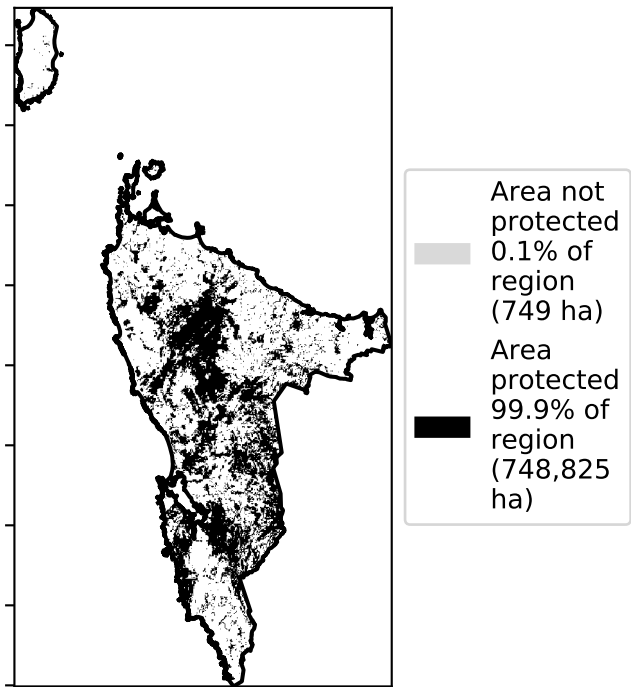 Area not
protected
0.1% of
region
(749 ha)
Area
protected
99.9% of
region
(748,825
ha)